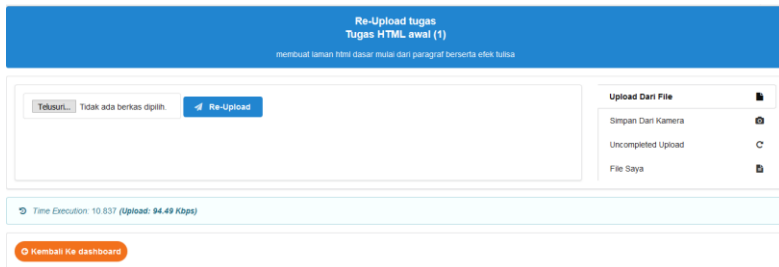 Re-Upload tugas
Tugas HTML awal (1)
membuat laman html dasar mulai dari paragraf berserta efek tulisa
Telusuri... Tidak ada berkas dipilih. Re-Upload
Upload Dari File
Simpan Dari Kamera
Uncompleted Upload
File Saya
Time Execution: 10.837 (Upload: 94.49 Kbps)
Kembali Ke dashboard